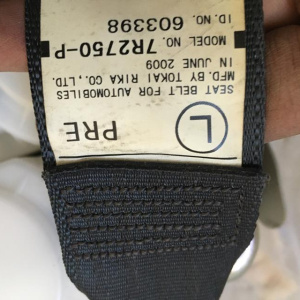 PRE Ⓛ
SEAT BELT FOR AUTOMOBILES
MFD. BY TOKAI RIKA CO., LTD.
IN JUNE 2009
MODEL NO. 7R2750-P
ID. NO. 603398